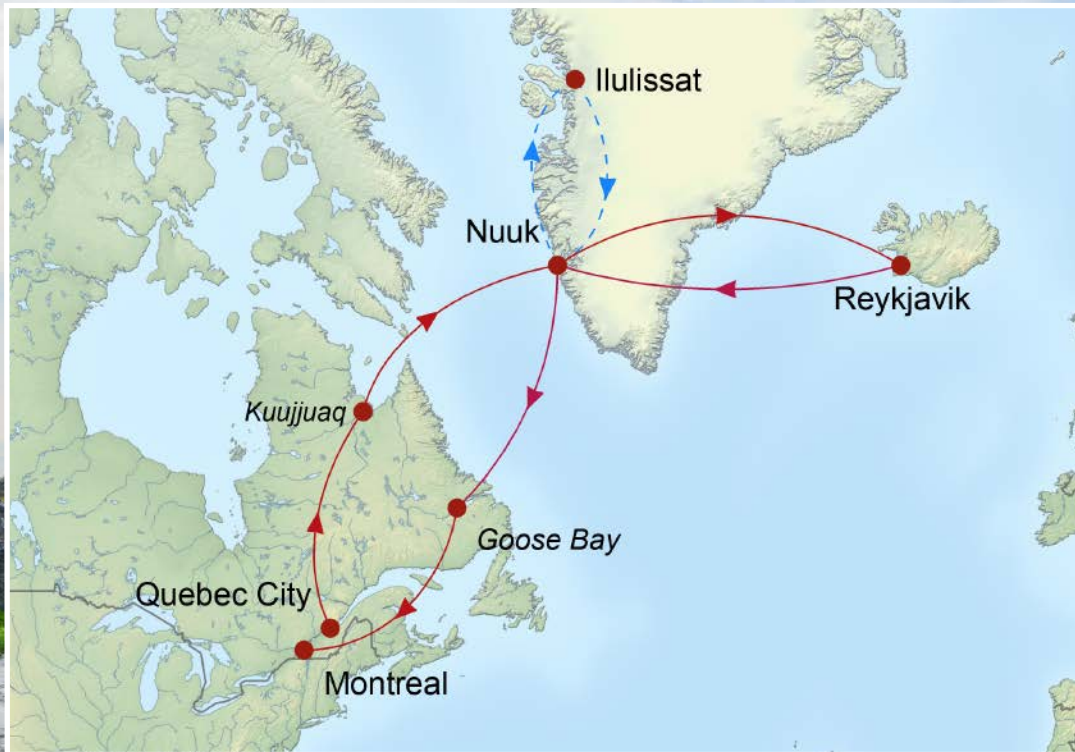 Ilulissat
Nuuk
Reykjavik
Kuujjuaq
Goose Bay
Quebec City
Montreal